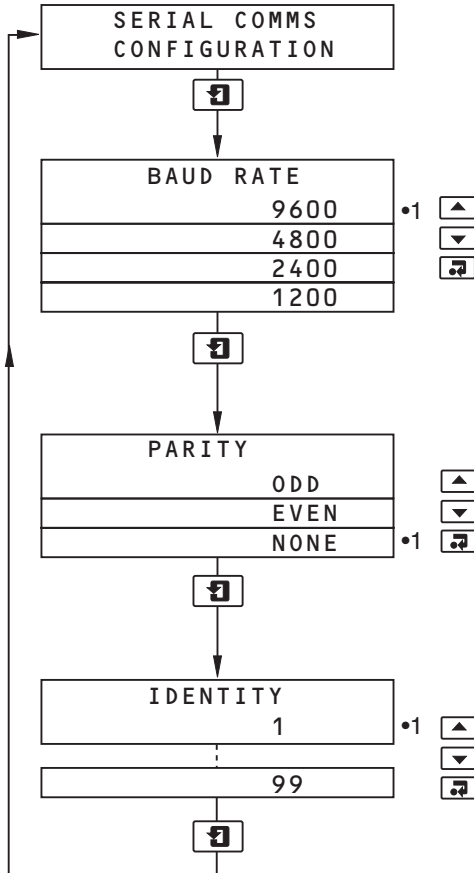 SERIAL COMMS
CONFIGURATION
BAUD RATE
9600 •1
4800
2400
1200
PARITY
ODD
EVEN
NONE •1
IDENTITY
1 •1
99